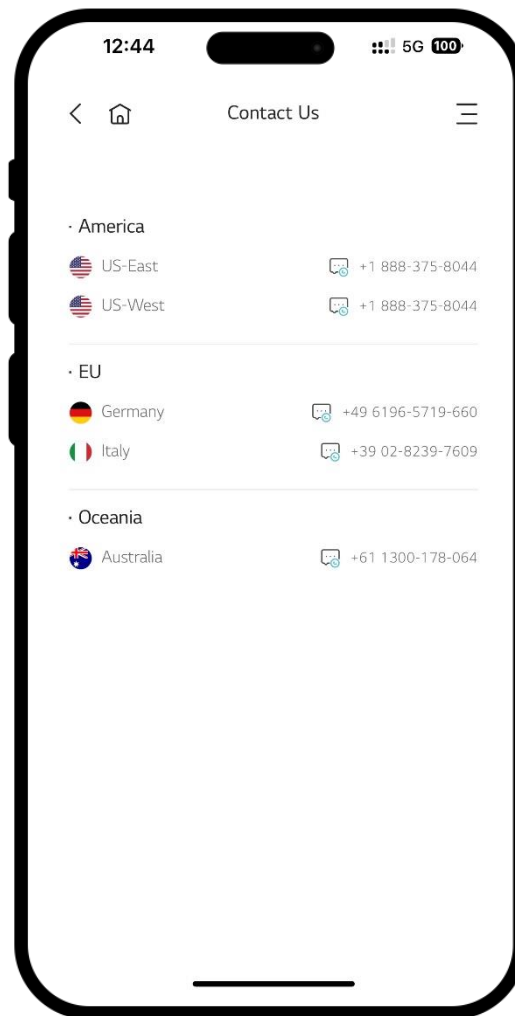 12:44 5G 100
Contact Us
· America
US-East +1 888-375-8044
US-West +1 888-375-8044
· EU
Germany +49 6196-5719-660
Italy +39 02-8239-7609
· Oceania
Australia +61 1300-178-064